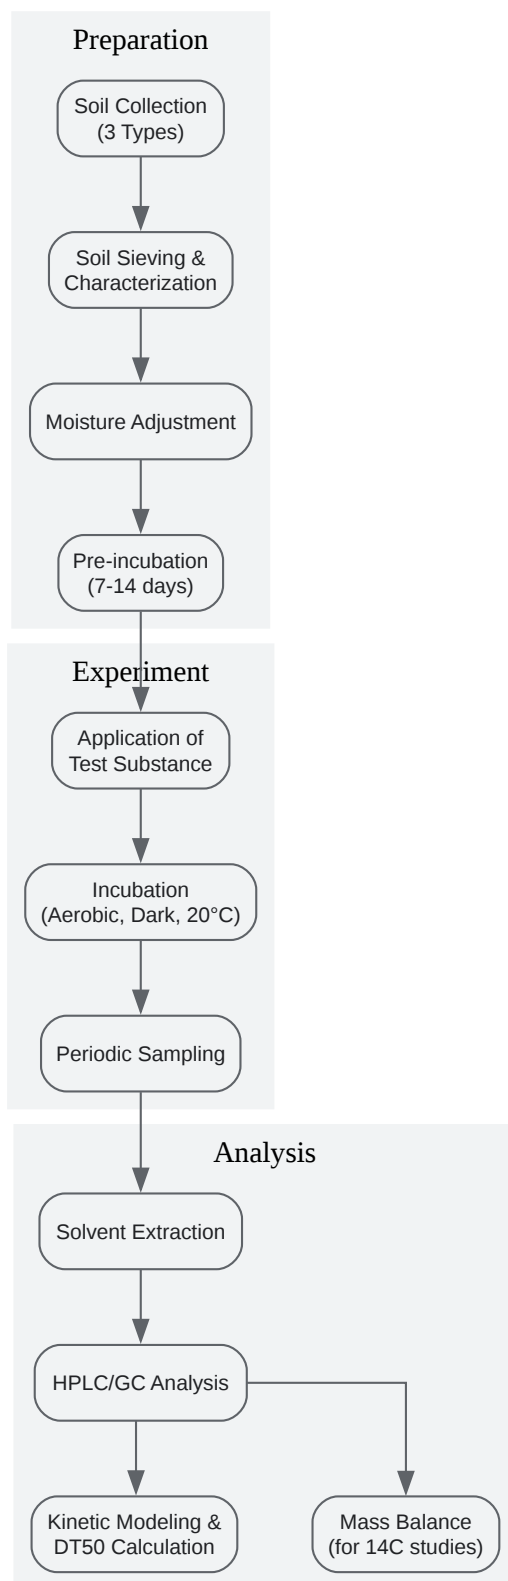 Preparation
Soil Collection
(3 Types)
Soil Sieving &
Characterization
Moisture Adjustment
Pre-incubation
(7-14 days)
Experiment
Application of
Test Substance
Incubation
(Aerobic, Dark, 20°C)
Periodic Sampling
Analysis
Solvent Extraction
HPLC/GC Analysis
Kinetic Modeling &
DT50 Calculation
Mass Balance
(for 14C studies)